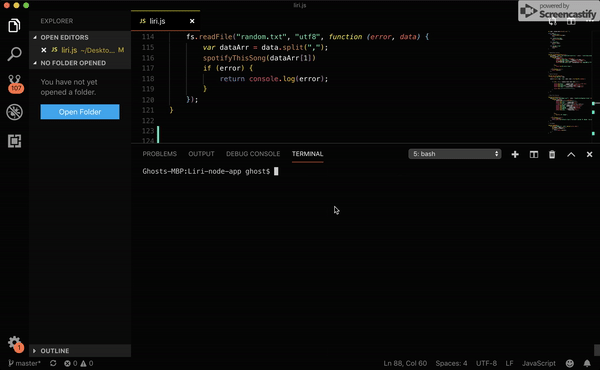 liri.js
powered by
Screencastify
EXPLORER
OPEN EDITORS
liri.js ~/Deskto... M
NO FOLDER OPENED
You have not yet
opened a folder.
Open Folder
OUTLINE
107
1
JS liri.js
114 fs.readFile("random.txt", "utf8", function (error, data) {
115 var dataArr = data.split(",");
116 spotifyThisSong(dataArr[1])
117 if (error) {
118 return console.log(error);
119 }
120 });
121 }
122
123
124
PROBLEMS OUTPUT DEBUG CONSOLE TERMINAL 5: bash
Ghosts-MBP:Liri-node-app ghost$
master* 0 0 Ln 88, Col 60 Spaces: 4 UTF-8 LF JavaScript